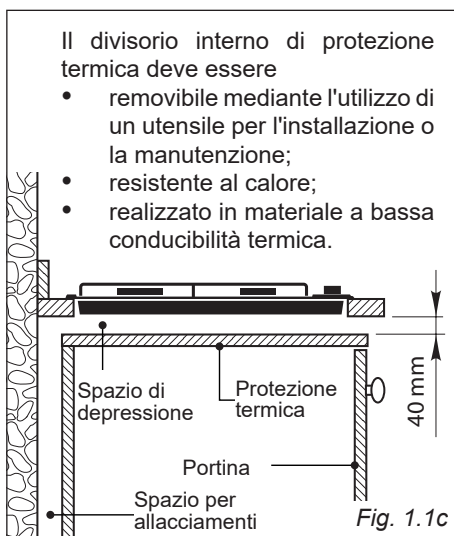 Il divisorio interno di protezione
termica deve essere
• removibile mediante l'utilizzo di
un utensile per l'installazione o
la manutenzione;
• resistente al calore;
• realizzato in materiale a bassa
conducibilità termica.
Spazio di
depressione
Protezione
termica
40 mm
Portina
Spazio per
allacciamenti
Fig. 1.1c